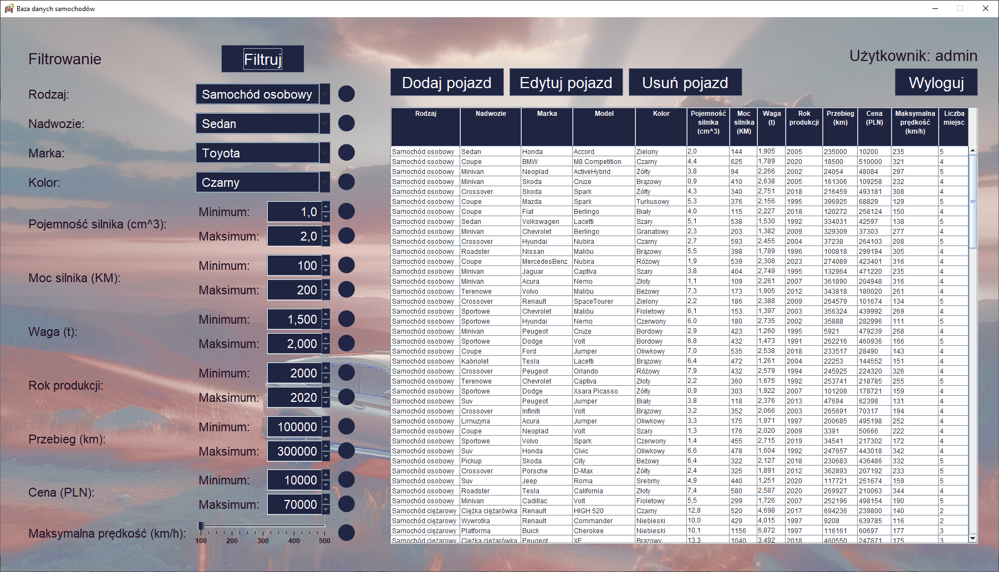 Baza danych samochodów
Filtrowanie
Filtruj
Rodzaj:
Samochód osobowy
Nadwozie:
Sedan
Marka:
Toyota
Kolor:
Czarny
Pojemność silnika (cm^3):
Minimum:
1,0
Maksimum:
2,0
Moc silnika (KM):
Minimum:
100
Maksimum:
200
Waga (t):
Minimum:
1,500
Maksimum:
2,000
Rok produkcji:
Minimum:
2000
Maksimum:
2020
Przebieg (km):
Minimum:
100000
Maksimum:
300000
Cena (PLN):
Minimum:
10000
Maksimum:
70000
Maksymalna prędkość (km/h):
100 200 300 400 500
Użytkownik: admin
Dodaj pojazd
Edytuj pojazd
Usuń pojazd
Wyloguj
Rodzaj Nadwozie Marka Model Kolor Pojemność silnika (cm^3) Moc silnika (KM) Waga (t) Rok produkcji Przebieg (km) Cena (PLN) Maksymalna prędkość (km/h) Liczba miejsc
Samochód osobowy Sedan Honda Accord Zielony 2,0 144 1,905 2005 235000 10200 235 5
Samochód osobowy Coupe BMW M8 Competition Czarny 4,4 625 1,789 2020 18500 510000 321 4
Samochód osobowy Minivan Neoplad ActiveHybrid Żółty 3,8 94 2,266 2002 24054 48084 297 5
Samochód osobowy Minivan Skoda Cruze Brązowy 0,9 410 2,638 2005 161306 109258 232 4
Samochód osobowy Crossover Skoda Spark Żółty 4,3 340 2,751 2018 216459 493181 308 4
Samochód osobowy Coupe Mazda Spark Turkusowy 5,3 376 2,156 1995 396925 68829 129 5
Samochód osobowy Coupe Fiat Berlingo Biały 4,0 115 2,227 2018 120272 258124 150 4
Samochód osobowy Sedan Volkswagen Lacetti Szary 5,1 538 1,530 1992 334031 42597 138 5
Samochód osobowy Minivan Chevrolet Berlingo Granatowy 2,3 203 1,382 2009 329309 37303 277 4
Samochód osobowy Crossover Hyundai Nubira Czarny 2,7 593 2,455 2004 37238 264103 208 5
Samochód osobowy Roadster Nissan Malibu Brązowy 5,5 398 1,789 1996 100818 299194 305 4
Samochód osobowy Coupe MercedesBenz Nubira Różowy 1,9 539 2,308 2023 274089 423401 316 4
Samochód osobowy Minivan Jaguar Captiva Szary 3,8 404 2,749 1995 132964 471220 235 4
Samochód osobowy Minivan Acura Nemo Złoty 1,1 109 2,261 2007 361890 204948 316 4
Samochód osobowy Terenowe Volvo Malibu Beżowy 7,3 173 1,905 2012 343818 180020 261 4
Samochód osobowy Crossover Renault SpaceTourer Zielony 2,2 186 2,388 2009 264579 101674 134 5
Samochód osobowy Sportowe Chevrolet Malibu Fioletowy 6,1 153 1,397 2003 356324 439992 269 4
Samochód osobowy Sportowe Hyundai Nemo Czerwony 6,0 180 2,735 2002 35888 282996 111 5
Samochód osobowy Minivan Peugeot Cruze Bordowy 2,9 423 1,260 1995 5921 479239 268 4
Samochód osobowy Sportowe Dodge Volt Bordowy 6,8 432 1,473 1991 262216 460936 166 5
Samochód osobowy Coupe Ford Jumper Oliwkowy 7,0 535 2,538 2018 233517 28490 143 4
Samochód osobowy Kabriolet Tesla Lacetti Brązowy 6,4 472 1,261 2004 22253 144552 151 4
Samochód osobowy Crossover Peugeot Orlando Różowy 7,9 432 2,579 1994 245925 224320 326 4
Samochód osobowy Terenowe Chevrolet Captiva Złoty 2,2 360 1,675 1992 253741 218785 255 5
Samochód osobowy Sportowe Dodge Xsara Picasso Żółty 0,9 303 1,922 2007 101208 178721 159 4
Samochód osobowy Suv Peugeot Jumper Biały 3,8 118 2,376 2013 47694 62398 131 4
Samochód osobowy Crossover Infiniti Volt Brązowy 3,2 352 2,066 2003 265691 70317 194 4
Samochód osobowy Limuzyna Acura Jumper Oliwkowy 3,3 175 1,971 1997 200685 495198 252 4
Samochód osobowy Coupe Neoplad Volt Szary 1,3 176 2,020 2009 3391 50666 222 4
Samochód osobowy Sportowe Volvo Spark Czerwony 1,4 455 2,715 2019 34541 217302 172 4
Samochód osobowy Suv Honda Civic Oliwkowy 6,6 478 1,604 1992 247657 443018 342 4
Samochód osobowy Pickup Skoda City Beżowy 6,4 322 2,127 2018 230683 436486 332 5
Samochód osobowy Crossover Porsche D-Max Żółty 2,4 325 1,891 2012 362893 207192 233 5
Samochód osobowy Suv Jeep Roma Srebrny 4,9 440 1,251 2020 117721 251674 159 5
Samochód osobowy Roadster Tesla California Złoty 7,4 580 2,587 2020 269927 210063 344 4
Samochód osobowy Minivan Cadillac Volt Fioletowy 5,5 299 1,726 2007 252196 498154 190 5
Samochód ciężarowy Ciężka ciężarówka Renault HIGH 520 Czarny 12,8 520 4,698 2017 694236 239800 140 2
Samochód ciężarowy Wywrotka Renault Commander Niebieski 10,0 429 4,015 1997 9208 639785 116 2
Samochód ciężarowy Platforma Buick Cherokee Niebieski 10,1 1156 6,872 1997 116161 60697 177 3
Samochód ciężarowy Ciężka ciężarówka Peugeot XF Brązowy 13,3 1040 3,492 2018 460550 247871 175 3